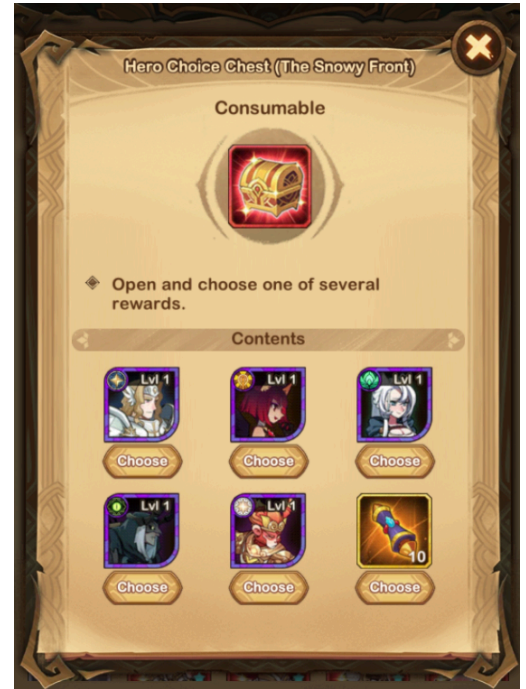 Hero Choice Chest (The Snowy Front)
Consumable
Open and choose one of several
rewards.
Contents
Lvl 1 Lvl 1 Lvl 1
Choose Choose Choose
Lvl 1 Lvl 1 10
Choose Choose Choose